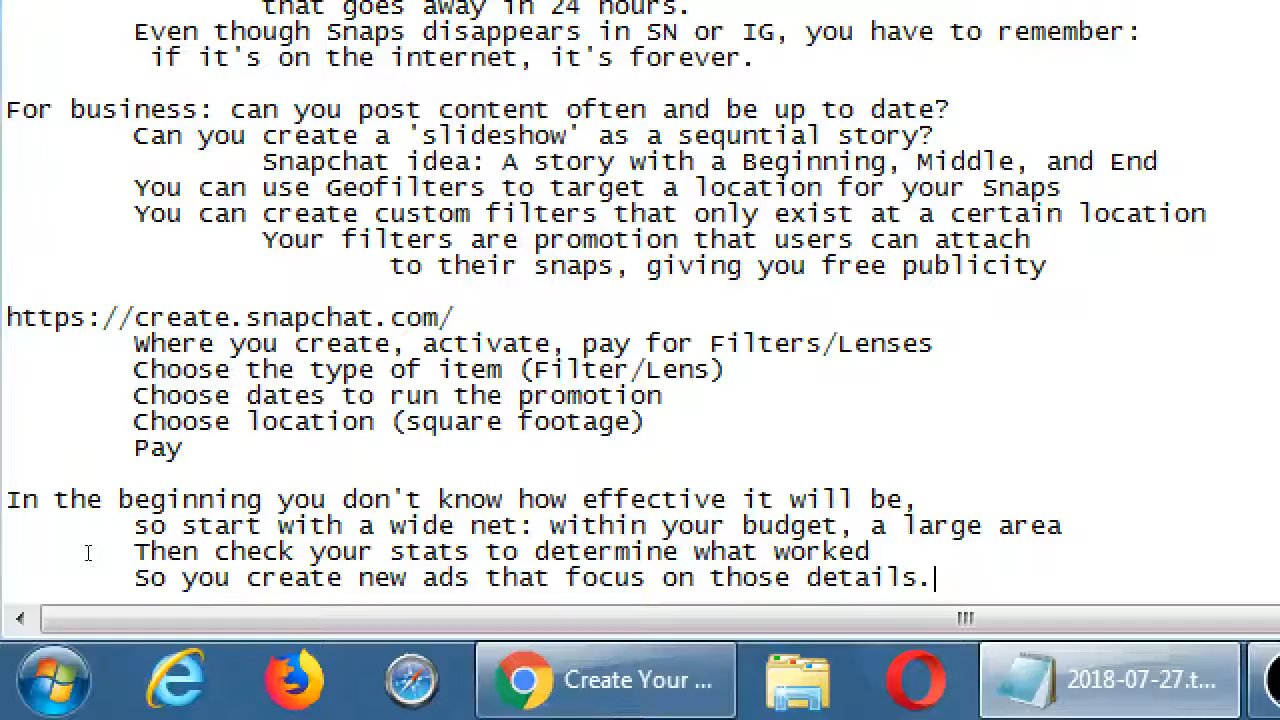 that goes away in 24 hours.
Even though Snaps disappears in SN or IG, you have to remember:
if it's on the internet, it's forever.
For business: can you post content often and be up to date?
Can you create a 'slideshow' as a sequntial story?
Snapchat idea: A story with a Beginning, Middle, and End
You can use Geofilters to target a location for your Snaps
You can create custom filters that only exist at a certain location
Your filters are promotion that users can attach
to their snaps, giving you free publicity
https://create.snapchat.com/
Where you create, activate, pay for Filters/Lenses
Choose the type of item (Filter/Lens)
Choose dates to run the promotion
Choose location (square footage)
Pay
In the beginning you don't know how effective it will be,
so start with a wide net: within your budget, a large area
Then check your stats to determine what worked
So you create new ads that focus on those details.
Create Your ...
2018-07-27.t...